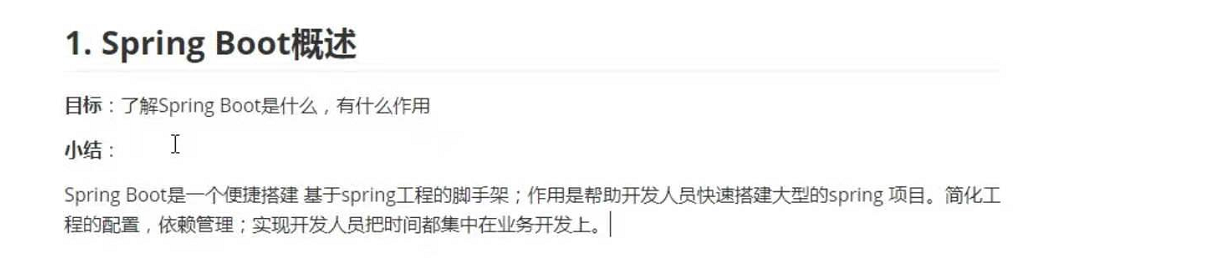 1. Spring Boot概述
目标：了解Spring Boot是什么，有什么作用
小结：
Spring Boot是一个便捷搭建 基于spring工程的脚手架；作用是帮助开发人员快速搭建大型的spring 项目。简化工
程的配置，依赖管理；实现开发人员把时间都集中在业务开发上。